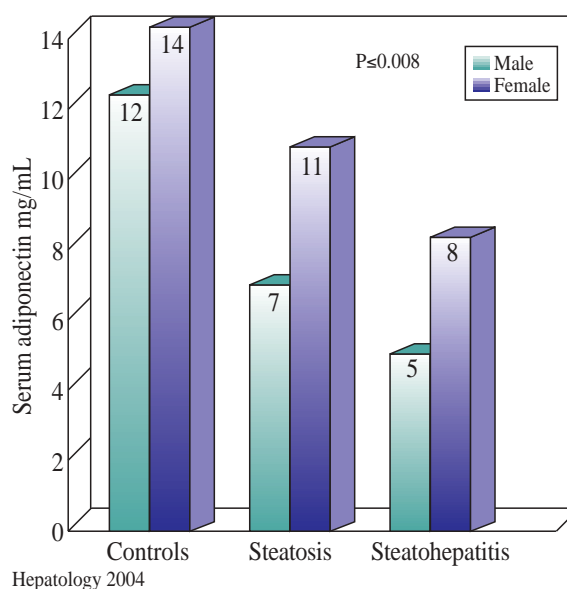 14
12
10
8
6
4
2
0
Serum adiponectin mg/mL
P≤0.008
Male
Female
12
14
7
11
5
8
Controls Steatosis Steatohepatitis
Hepatology 2004